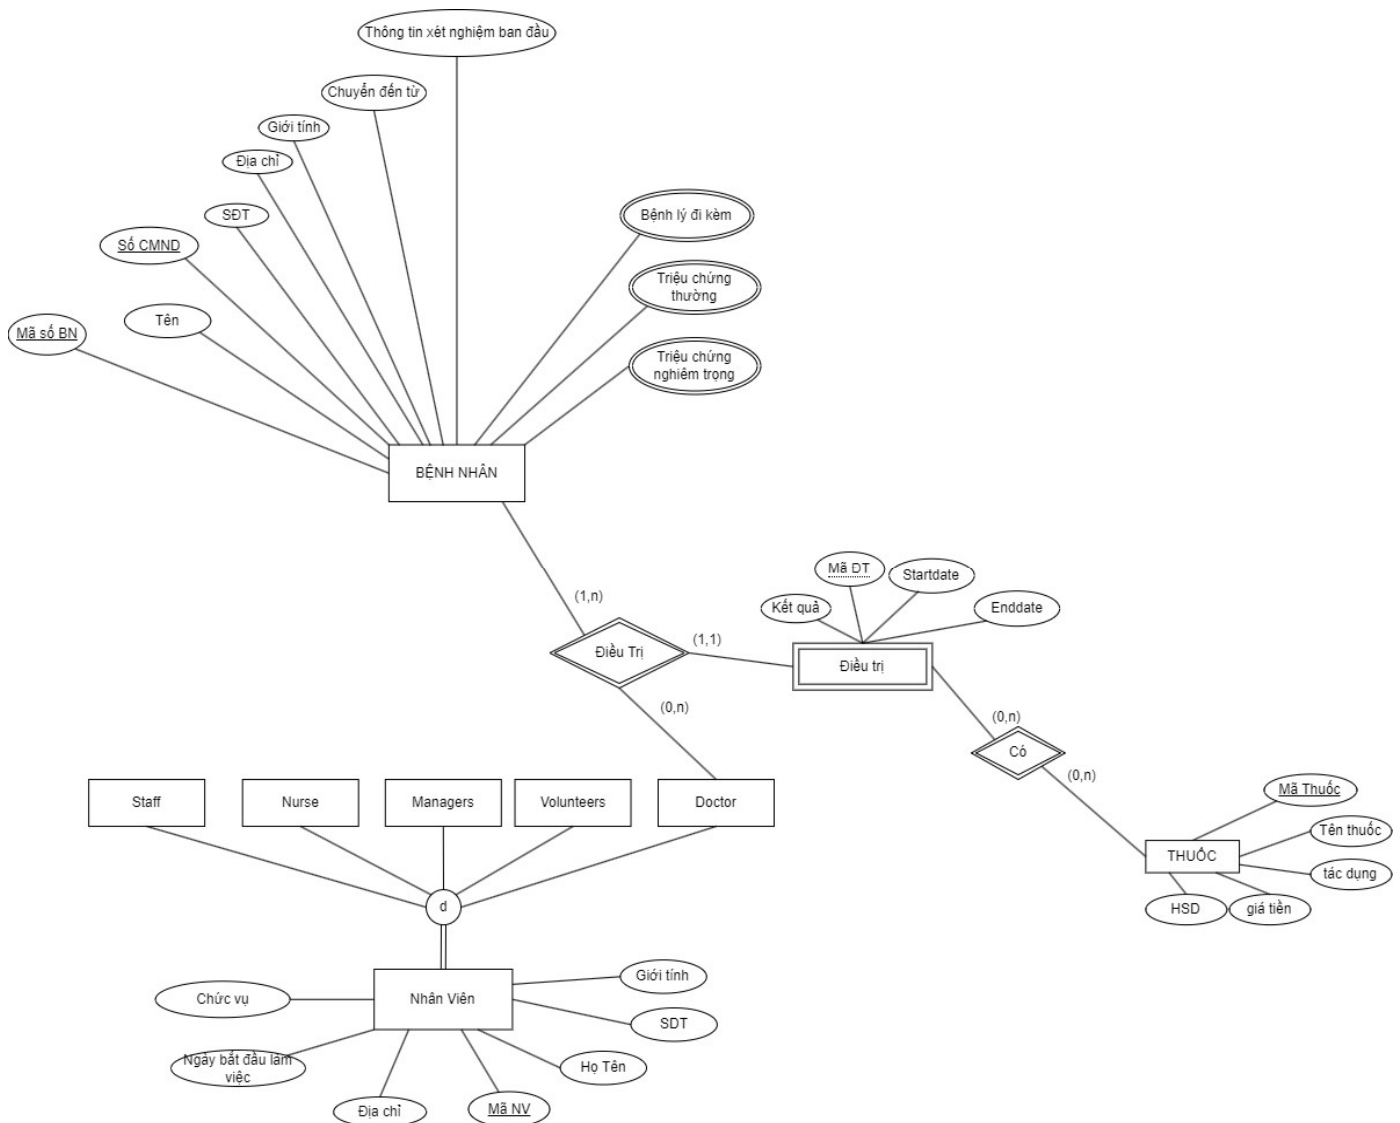 Thông tin xét nghiệm ban đầu
Chuyển đến từ
Giới tính
Địa chỉ
SĐT
Số CMND
Tên
Mã số BN
Bệnh lý đi kèm
Triệu chứng
thường
Triệu chứng
nghiêm trọng
BỆNH NHÂN
(1,n)
Điều Trị
(1,1)
(0,n)
Mã ĐT
Startdate
Kết quả
Enddate
Điều trị
(0,n)
Có
(0,n)
Mã Thuốc
Tên thuốc
THUỐC
tác dụng
HSD
giá tiền
Staff
Nurse
Managers
Volunteers
Doctor
d
Nhân Viên
Giới tính
Chức vụ
SDT
Ngày bắt đầu làm
việc
Họ Tên
Địa chỉ
Mã NV